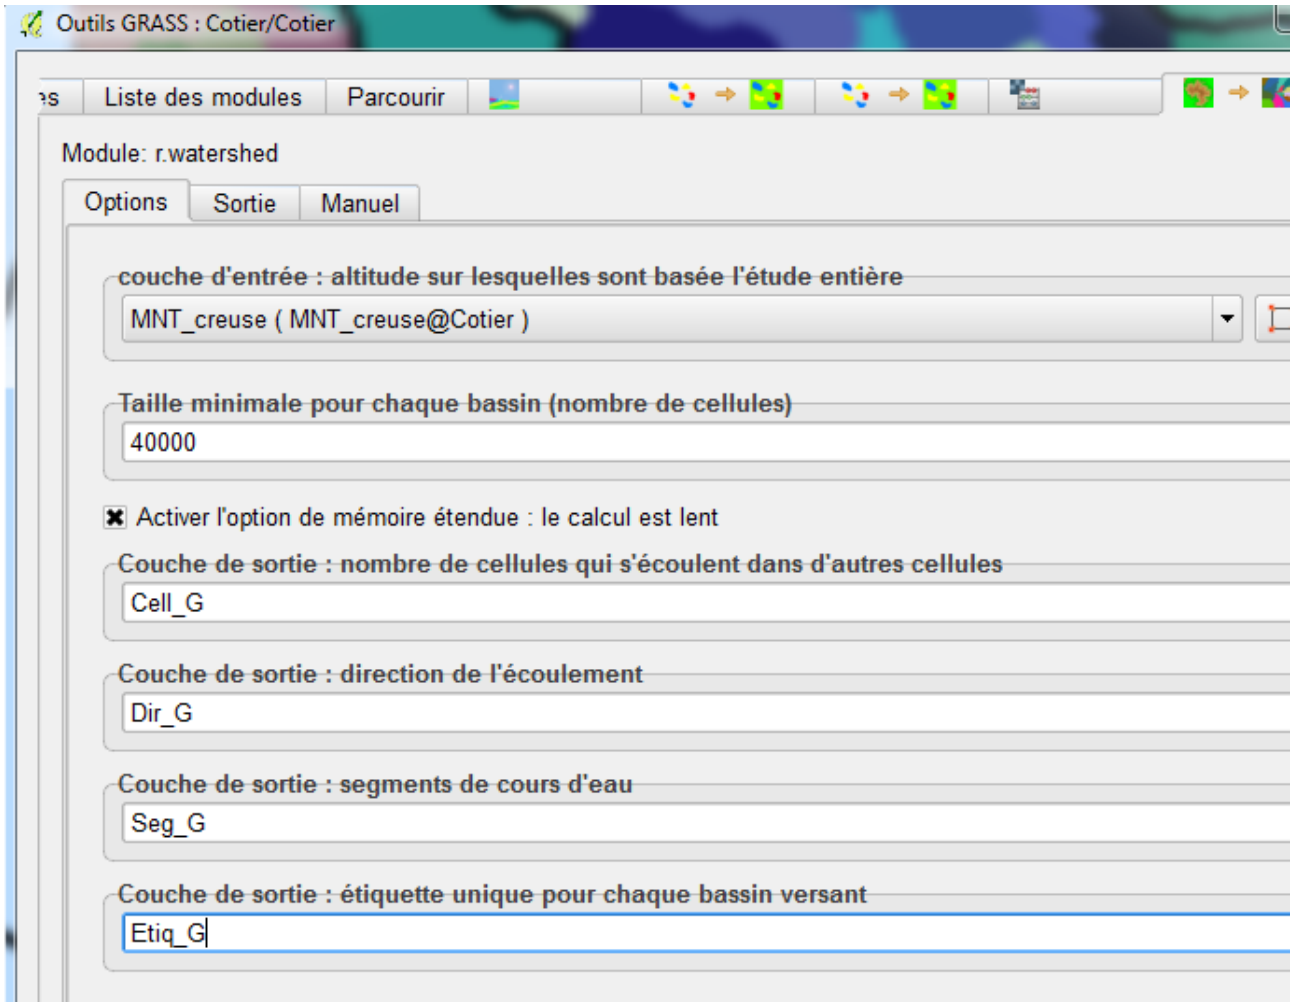 Outils GRASS : Cotier/Cotier
es Liste des modules Parcourir
Module: r.watershed
Options Sortie Manuel
couche d'entrée : altitude sur lesquelles sont basée l'étude entière
MNT_creuse ( MNT_creuse@Cotier )
Taille minimale pour chaque bassin (nombre de cellules)
40000
Activer l'option de mémoire étendue : le calcul est lent
Couche de sortie : nombre de cellules qui s'écoulent dans d'autres cellules
Cell_G
Couche de sortie : direction de l'écoulement
Dir_G
Couche de sortie : segments de cours d'eau
Seg_G
Couche de sortie : étiquette unique pour chaque bassin versant
Etiq_G